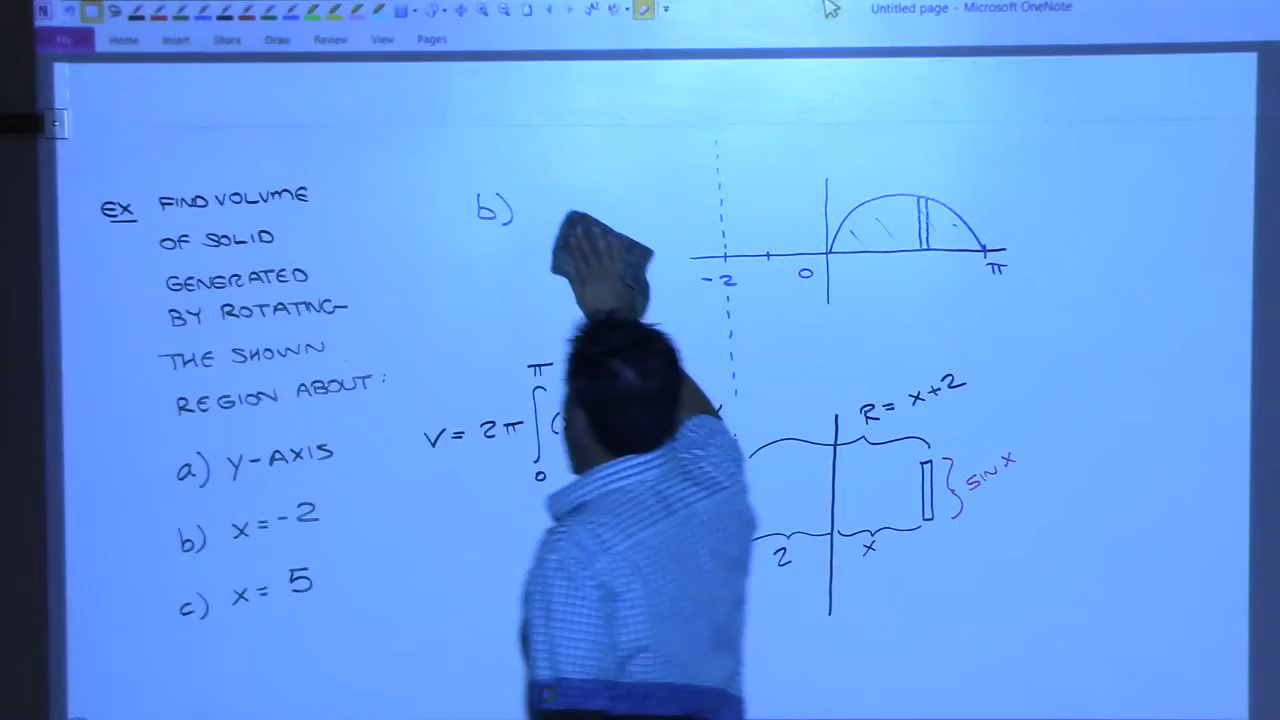 Untitled page - Microsoft OneNote
File Home Insert Share Draw Review View Pages
EX FIND VOLUME
OF SOLID
GENERATED
BY ROTATING
THE SHOWN
REGION ABOUT:
a) Y-AXIS
b) x=-2
c) x= 5
b)
π
V= 2π ∫ (
0
-2 0 π
R= x+2
sin x
2 x